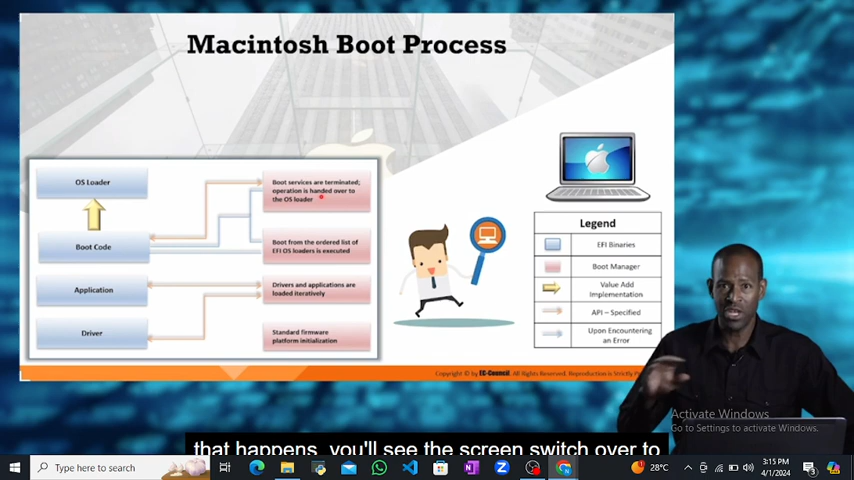 Macintosh Boot Process
OS Loader
Boot Code
Application
Driver
Boot services are terminated;
operation is handed over to
the OS loader
Boot from the ordered list of
EFI OS loaders is executed
Drivers and applications are
loaded iteratively
Standard firmware
platform initialization
Legend
EFI Binaries
Boot Manager
Value Add
Implementation
API – Specified
Upon Encountering
an Error
Copyright © by EC-Council. All Rights Reserved. Reproduction is Strictly
Activate Windows
Go to Settings to activate Windows.
that happens, you'll see the screen switch over to
Type here to search
28°C
3:15 PM
4/1/2024